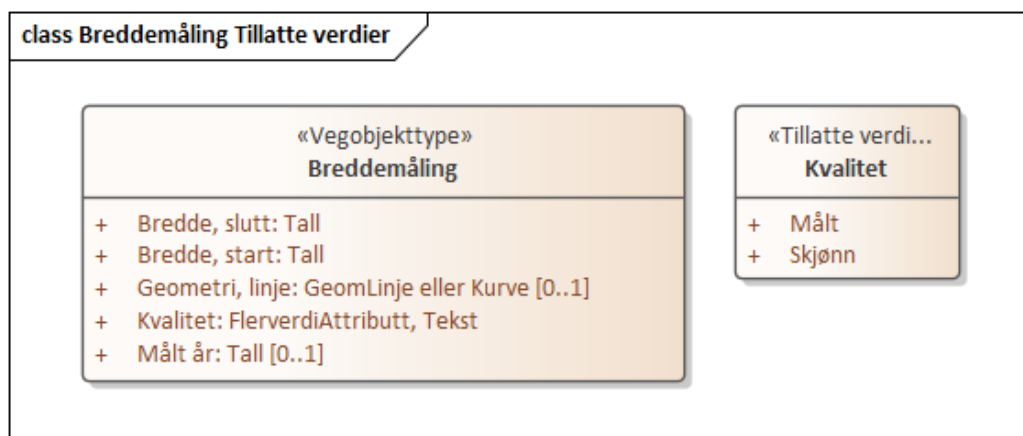 class Breddemåling Tillatte verdier
«Vegobjekttype»
Breddemåling
+ Bredde, slutt: Tall
+ Bredde, start: Tall
+ Geometri, linje: GeomLinje eller Kurve [0..1]
+ Kvalitet: FlerverdiAttributt, Tekst
+ Målt år: Tall [0..1]
«Tillatte verdi...
Kvalitet
+ Målt
+ Skjønn